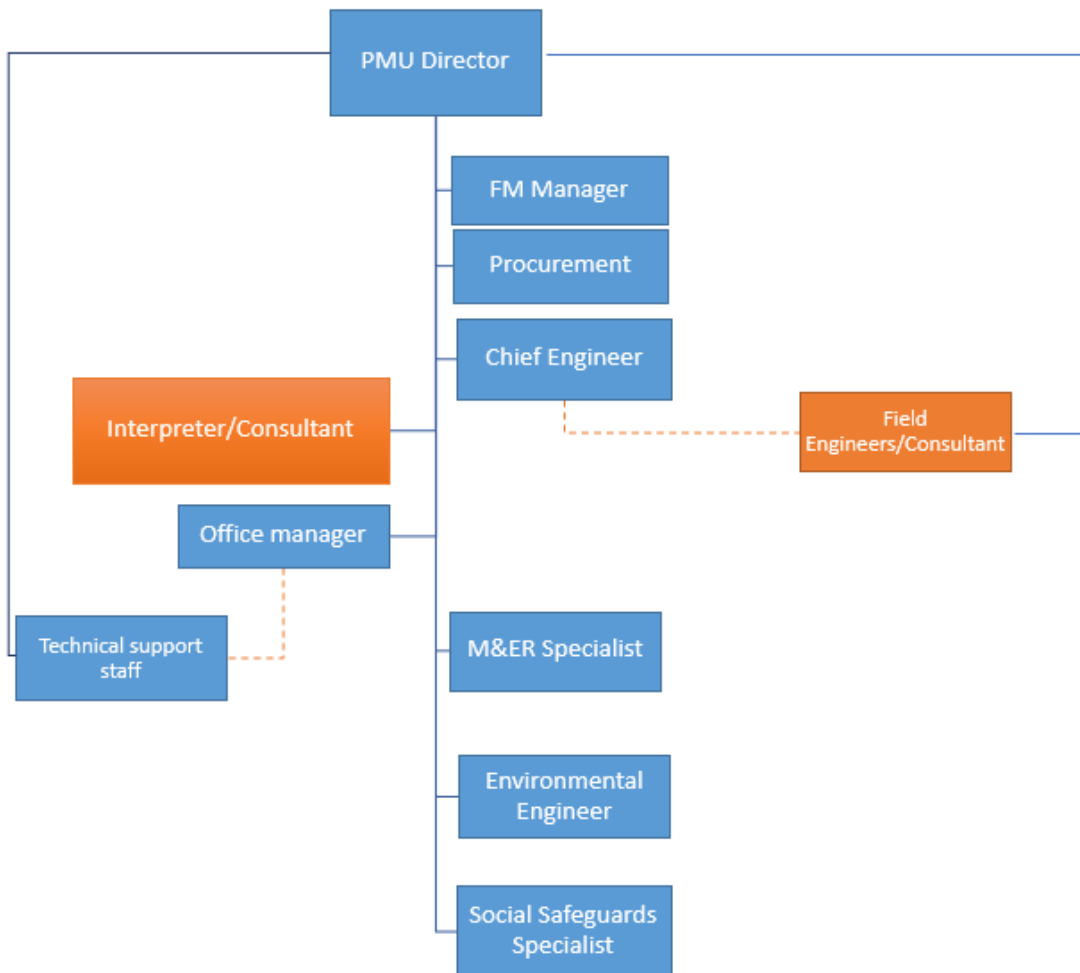 PMU Director
FM Manager
Procurement
Chief Engineer
Interpreter/Consultant
Field
Engineers/Consultant
Office manager
Technical support
staff
M&ER Specialist
Environmental
Engineer
Social Safeguards
Specialist